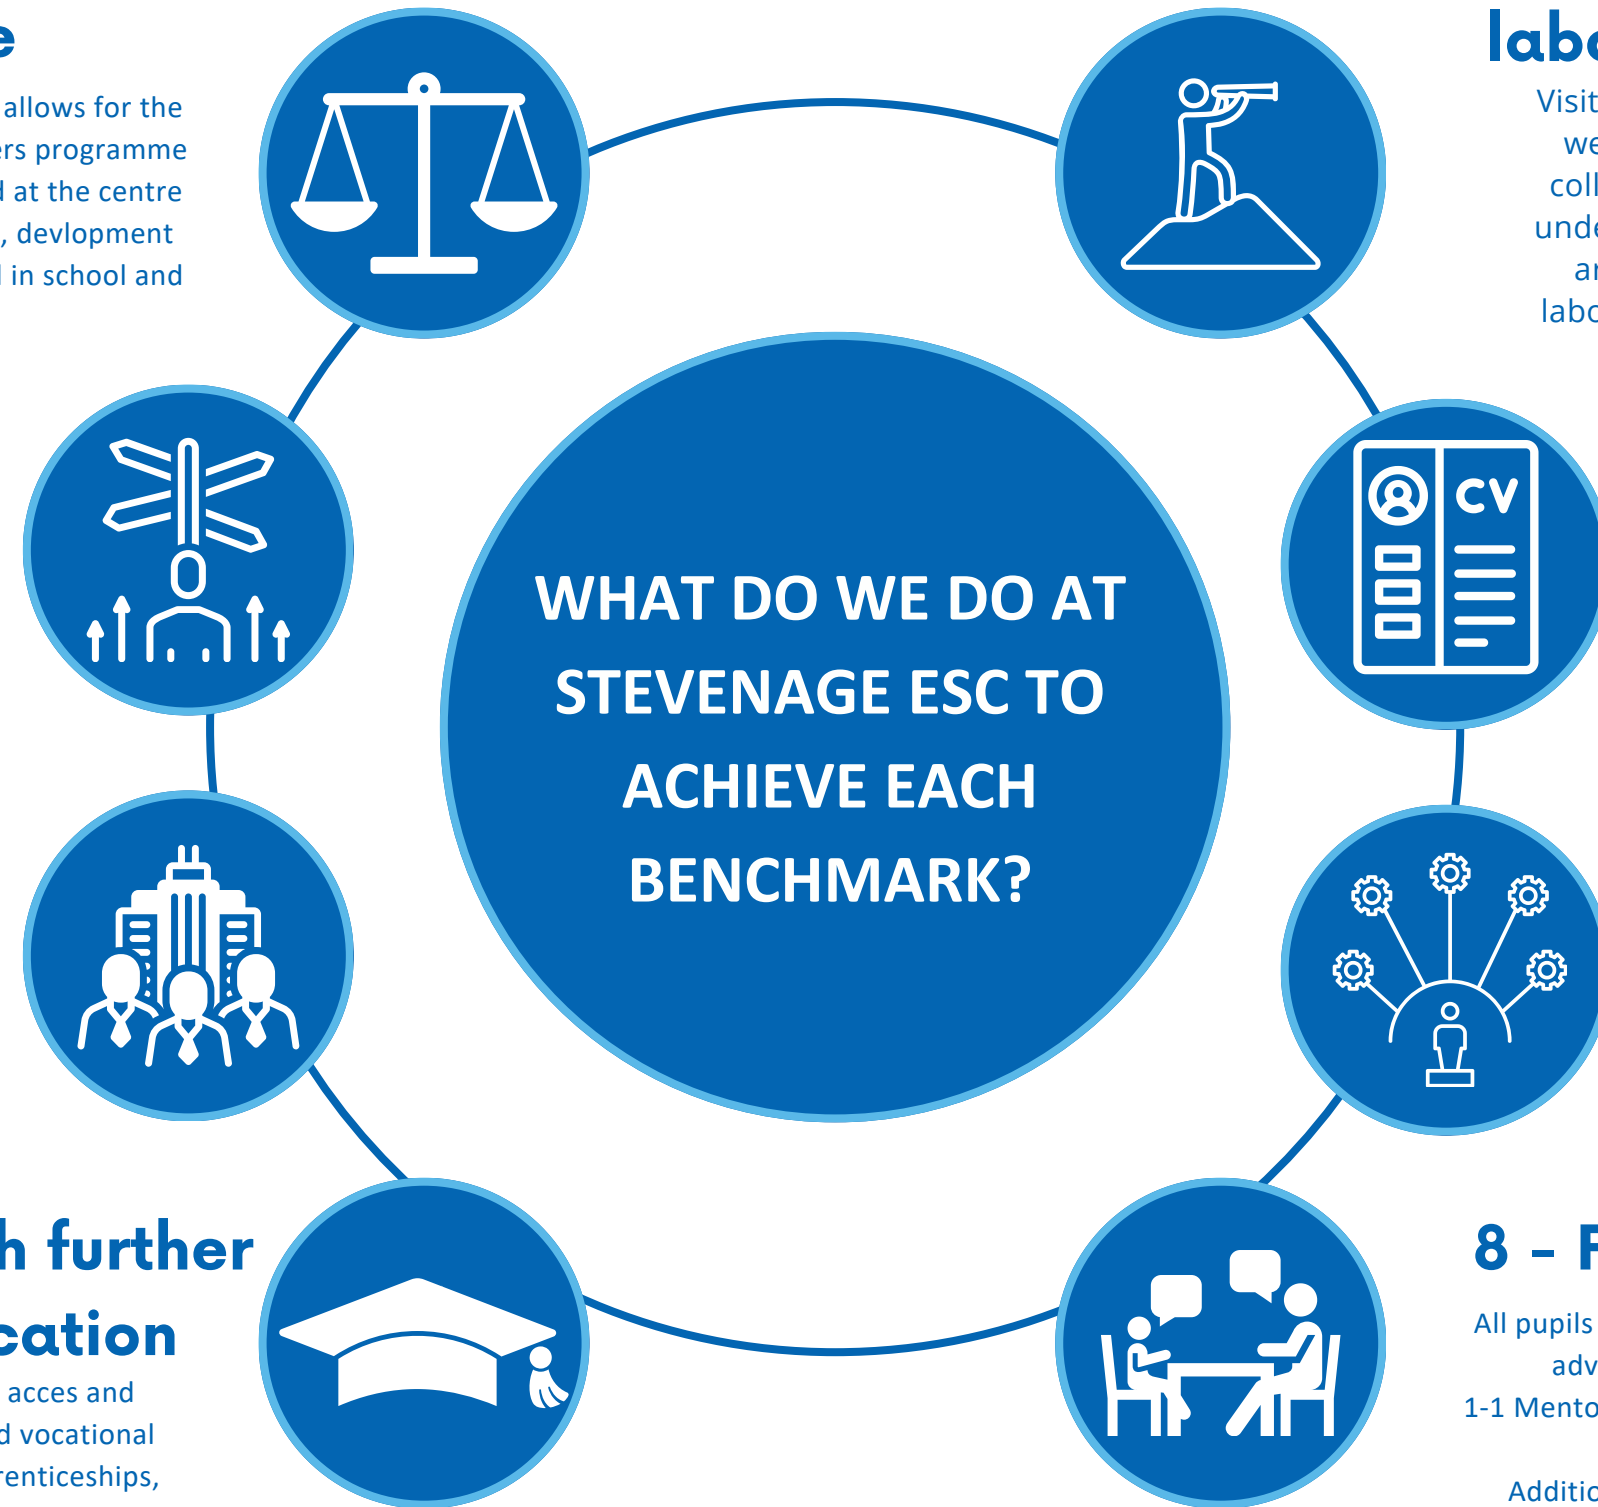 e
allows for the
ers programme
d at the centre
, devlopment
d in school and
labo
Visit
we
coll
unde
ar
labo
CV
WHAT DO WE DO AT
STEVENAGE ESC TO
ACHIEVE EACH
BENCHMARK?
h further
cation
acces and
d vocational
renticeships,
8 - F
All pupils
adv
1-1 Mento
Additio